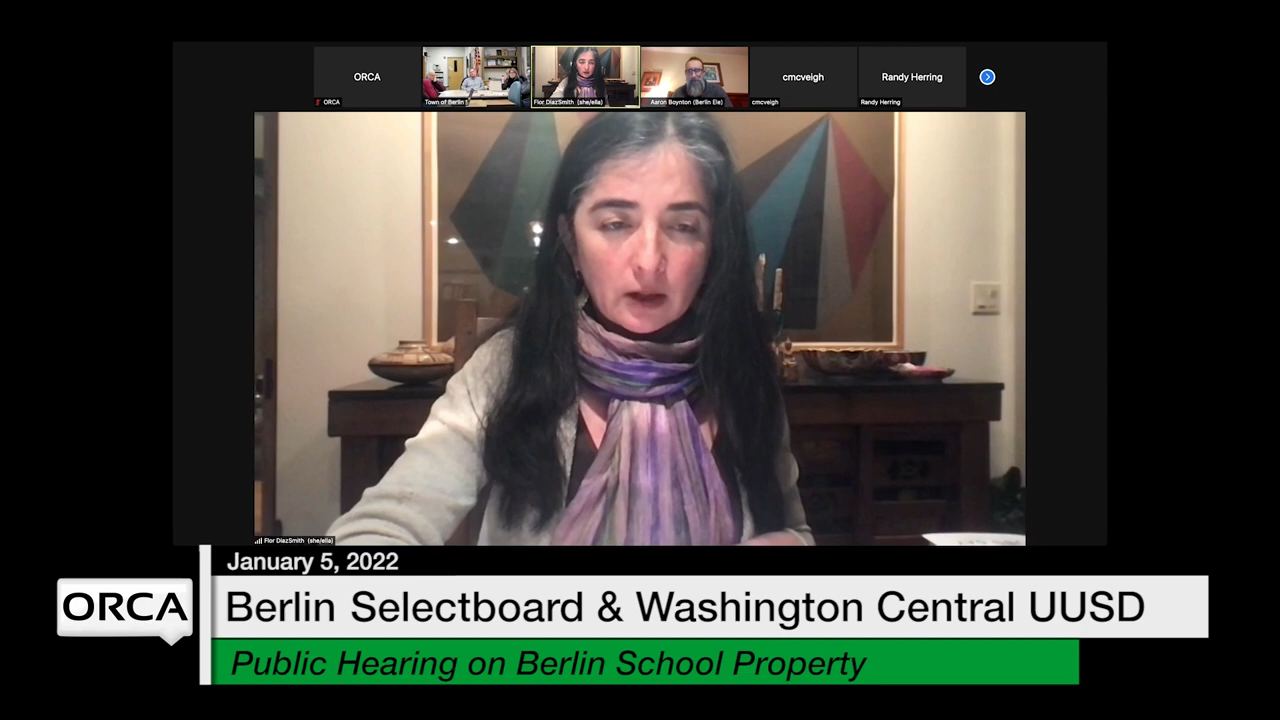 ORCA
cmcveigh
Randy Herring
ORCA
Town of Berlin
Flor DiazSmith (she/ella)
Aaron Boynton (Berlin Ele)
cmcveigh
Randy Herring
Flor DiazSmith (she/ella)
January 5, 2022
ORCA
Berlin Selectboard & Washington Central UUSD
Public Hearing on Berlin School Property